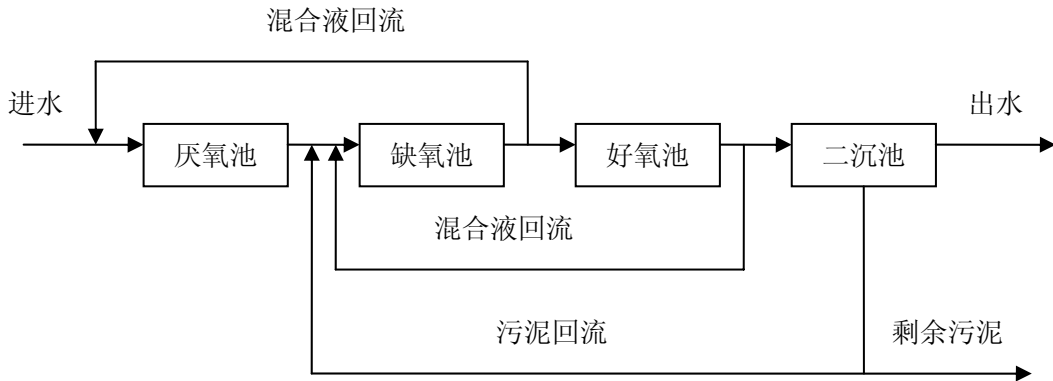 混合液回流
进水
出水
厌氧池
缺氧池
好氧池
二沉池
混合液回流
污泥回流
剩余污泥